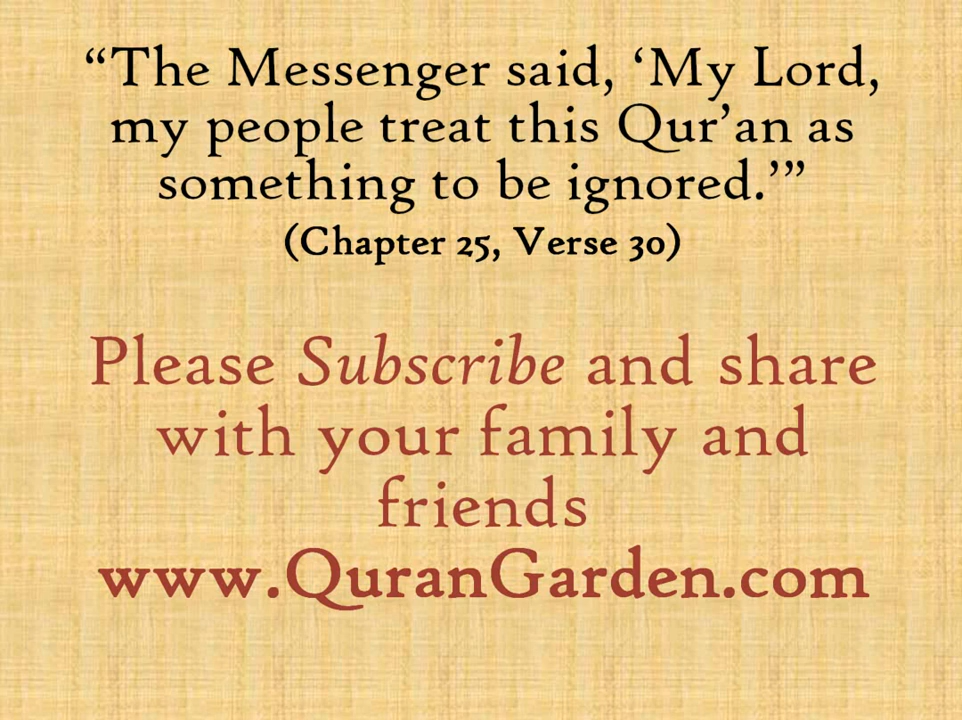 “The Messenger said, ‘My Lord,
my people treat this Qur’an as
something to be ignored.’”
(Chapter 25, Verse 30)
Please Subscribe and share
with your family and
friends
www.QuranGarden.com